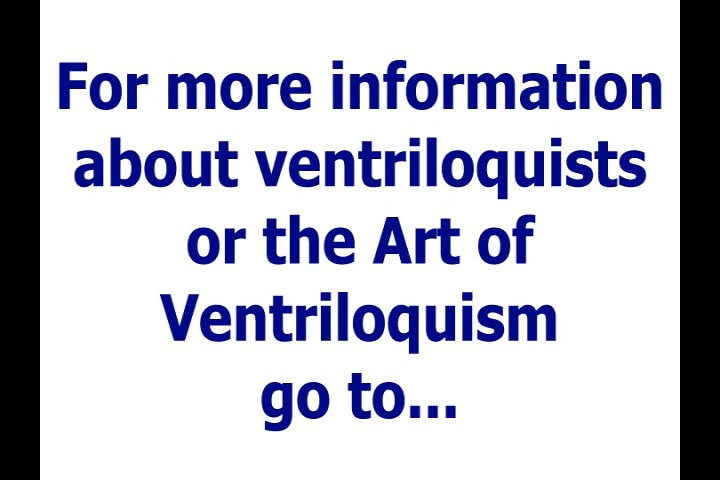 For more information
about ventriloquists
or the Art of
Ventriloquism
go to...